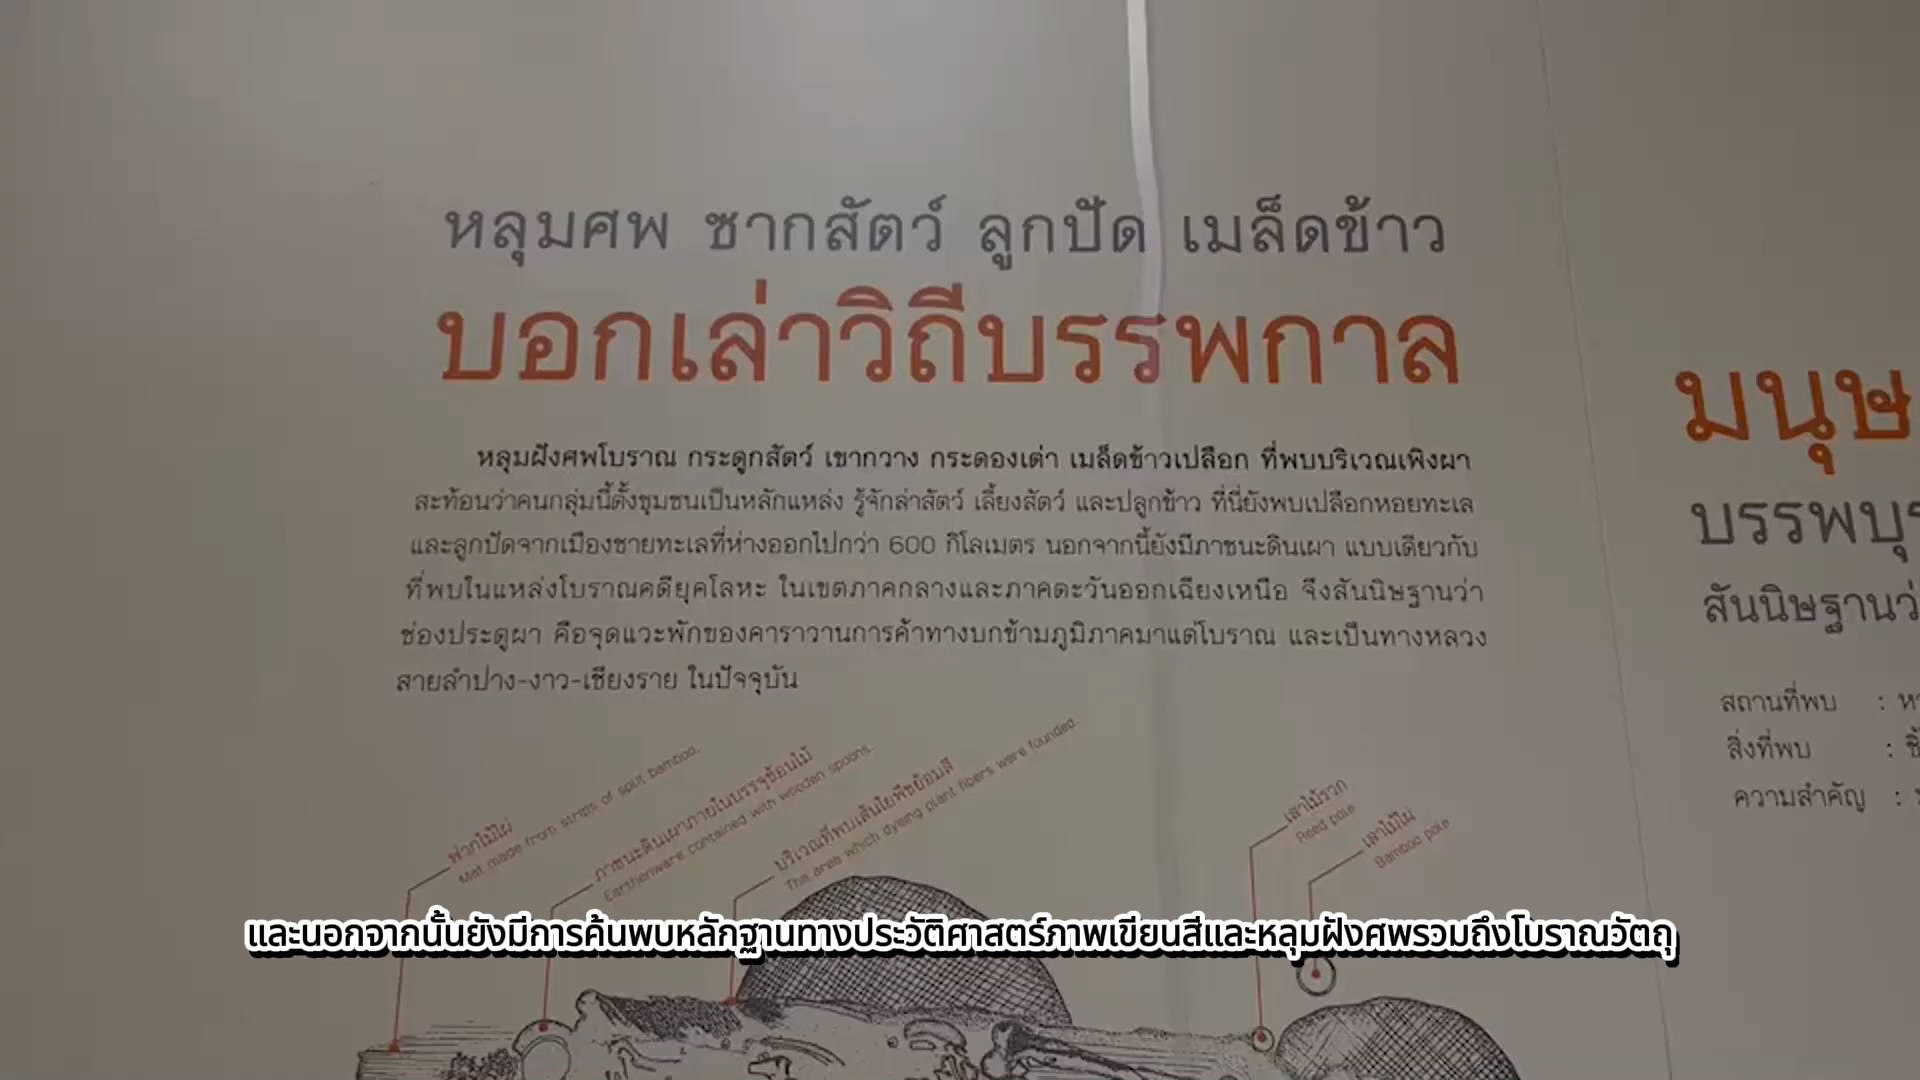 หลุมศพ ซากสัตว์ ลูกปัด เมล็ดข้าว
บอกเล่าวิถีบรรพกาล
หลุมฝังศพโบราณ กระดูกสัตว์ เขากวาง กระดองเต่า เมล็ดข้าวเปลือก ที่พบบริเวณเพิงผา
สะท้อนว่าคนกลุ่มนี้ตั้งชุมชนเป็นหลักแหล่ง รู้จักล่าสัตว์ เลี้ยงสัตว์ และปลูกข้าว ที่นี่ยังพบเปลือกหอยทะเล
และลูกปัดจากเมืองชายทะเลที่ห่างออกไปกว่า 600 กิโลเมตร นอกจากนี้ยังมีภาชนะดินเผา แบบเดียวกับ
ที่พบในแหล่งโบราณคดียุคโลหะ ในเขตภาคกลางและภาคตะวันออกเฉียงเหนือ จึงสันนิษฐานว่า
ช่องประตูผา คือจุดแวะพักของคาราวานการค้าทางบกข้ามภูมิภาคมาแต่โบราณ และเป็นทางหลวง
สายลำปาง-งาว-เชียงราย ในปัจจุบัน
ฟากไม้ไผ่
Mat made from strips of split bamboo.
ภาชนะดินเผาภายในบรรจุช้อนไม้
Earthenware contained with wooden spoons.
บริเวณที่พบเส้นใยพืชย้อมสี
The area which dyeing plant fibers were founded.
เสาไม้รวก
Reed pole
เสาไม้ไผ่
Bamboo pole
มนุษ
บรรพบุร
สันนิษฐานว่
สถานที่พบ : ห
สิ่งที่พบ : ชิ้
ความสำคัญ :
และนอกจากนั้นยังมีการค้นพบหลักฐานทางประวัติศาสตร์ภาพเขียนสีและหลุมฝังศพรวมถึงโบราณวัตถุ